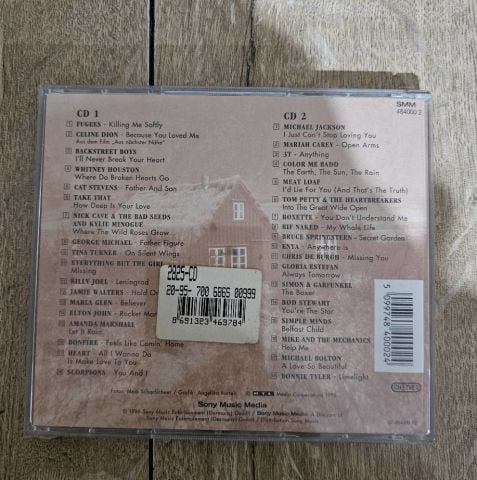 CD 1
FUGEES - Killing Me Softly
CELINE DION - Because You Loved Me
Aus dem Film „Aus nächster Nähe"
BACKSTREET BOYS
I'll Never Break Your Heart
WHITNEY HOUSTON
Where Do Broken Hearts Go
CAT STEVENS - Father And Son
TAKE THAT
How Deep Is Your Love
NICK CAVE & THE BAD SEEDS
AND KYLIE MINOGUE
Where The Wild Roses Grow
GEORGE MICHAEL - Father Figure
TINA TURNER - On Silent Wings
EVERYTHING BUT THE GIRL
Missing
BILLY JOEL - Leningrad
JAMIE WALTERS - Hold On
MARLA GLEN - Believer
ELTON JOHN - Rocket Man
AMANDA MARSHALL
Let It Rain
BONFIRE - Feels Like Comin' Home
HEART - All I Wanna Do
Is Make Love To You
SCORPIONS - You And I
CD 2
MICHAEL JACKSON
I Just Can't Stop Loving You
MARIAH CAREY - Open Arms
3T - Anything
COLOR ME BADD
The Earth, The Sun, The Rain
MEAT LOAF
I'd Lie For You (And That's The Truth)
TOM PETTY & THE HEARTBREAKERS
Into The Great Wide Open
ROXETTE - You Don't Understand Me
BIF NAKED - My Whole Life
BRUCE SPRINGSTEEN - Secret Garden
ENYA - Anywhere Is
CHRIS DE BURGH - Missing You
GLORIA ESTEFAN
Always Tomorrow
SIMON & GARFUNKEL
The Boxer
ROD STEWART
You're The Star
SIMPLE MINDS
Belfast Child
MIKE AND THE MECHANICS
Help Me
MICHAEL BOLTON
A Love So Beautiful
BONNIE TYLER - Limelight
SMM
484000 2
2825-CD
20-95- 700 6865 00999
8 691323 469784
5 099748 400024
Sony Music Media